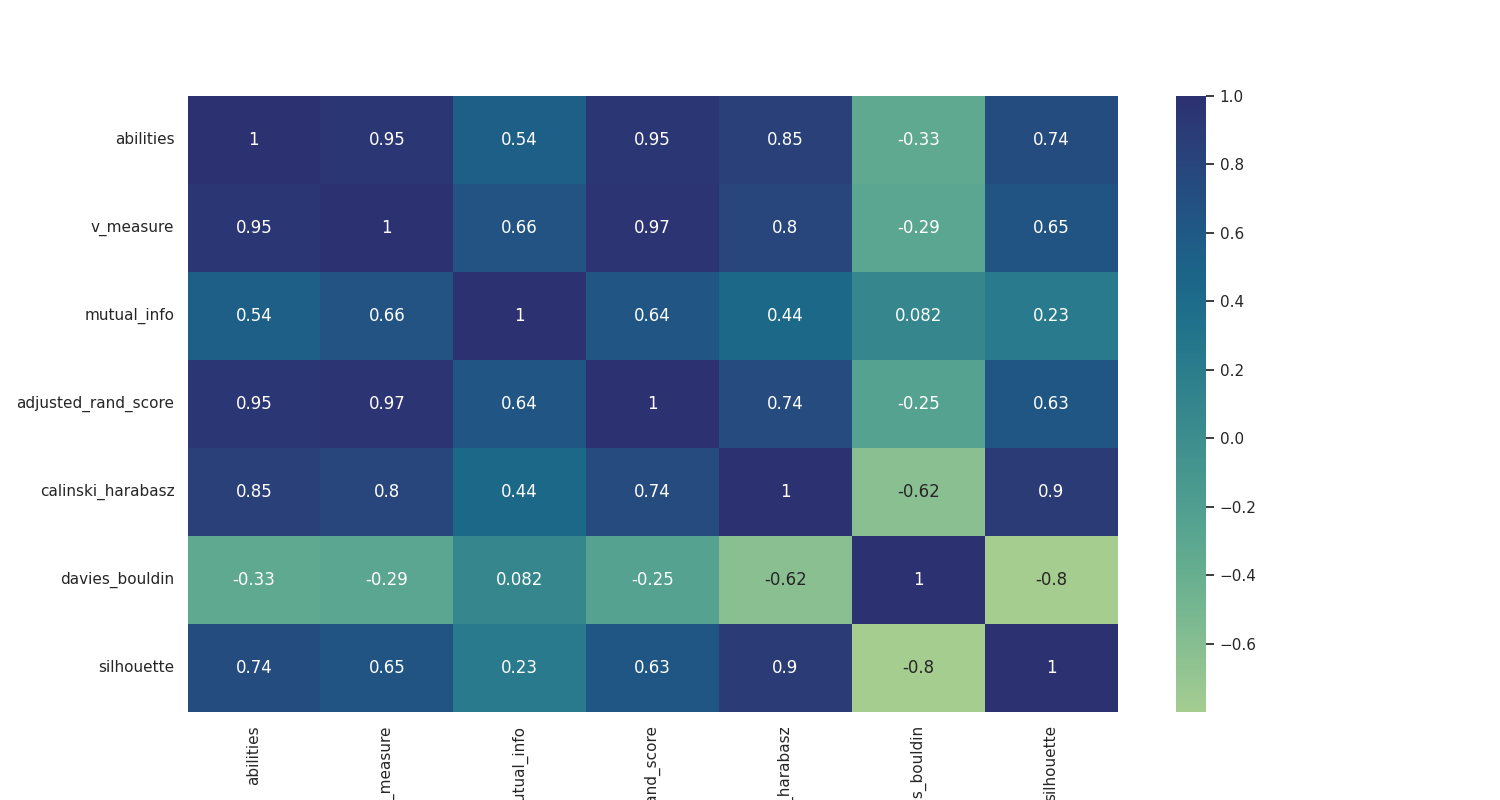 abilities 1 0.95 0.54 0.95 0.85 -0.33 0.74
v_measure 0.95 1 0.66 0.97 0.8 -0.29 0.65
mutual_info 0.54 0.66 1 0.64 0.44 0.082 0.23
adjusted_rand_score 0.95 0.97 0.64 1 0.74 -0.25 0.63
calinski_harabasz 0.85 0.8 0.44 0.74 1 -0.62 0.9
davies_bouldin -0.33 -0.29 0.082 -0.25 -0.62 1 -0.8
silhouette 0.74 0.65 0.23 0.63 0.9 -0.8 1
abilities
_measure
utual_info
and_score
_harabasz
s_bouldin
silhouette
1.0
0.8
0.6
0.4
0.2
0.0
−0.2
−0.4
−0.6